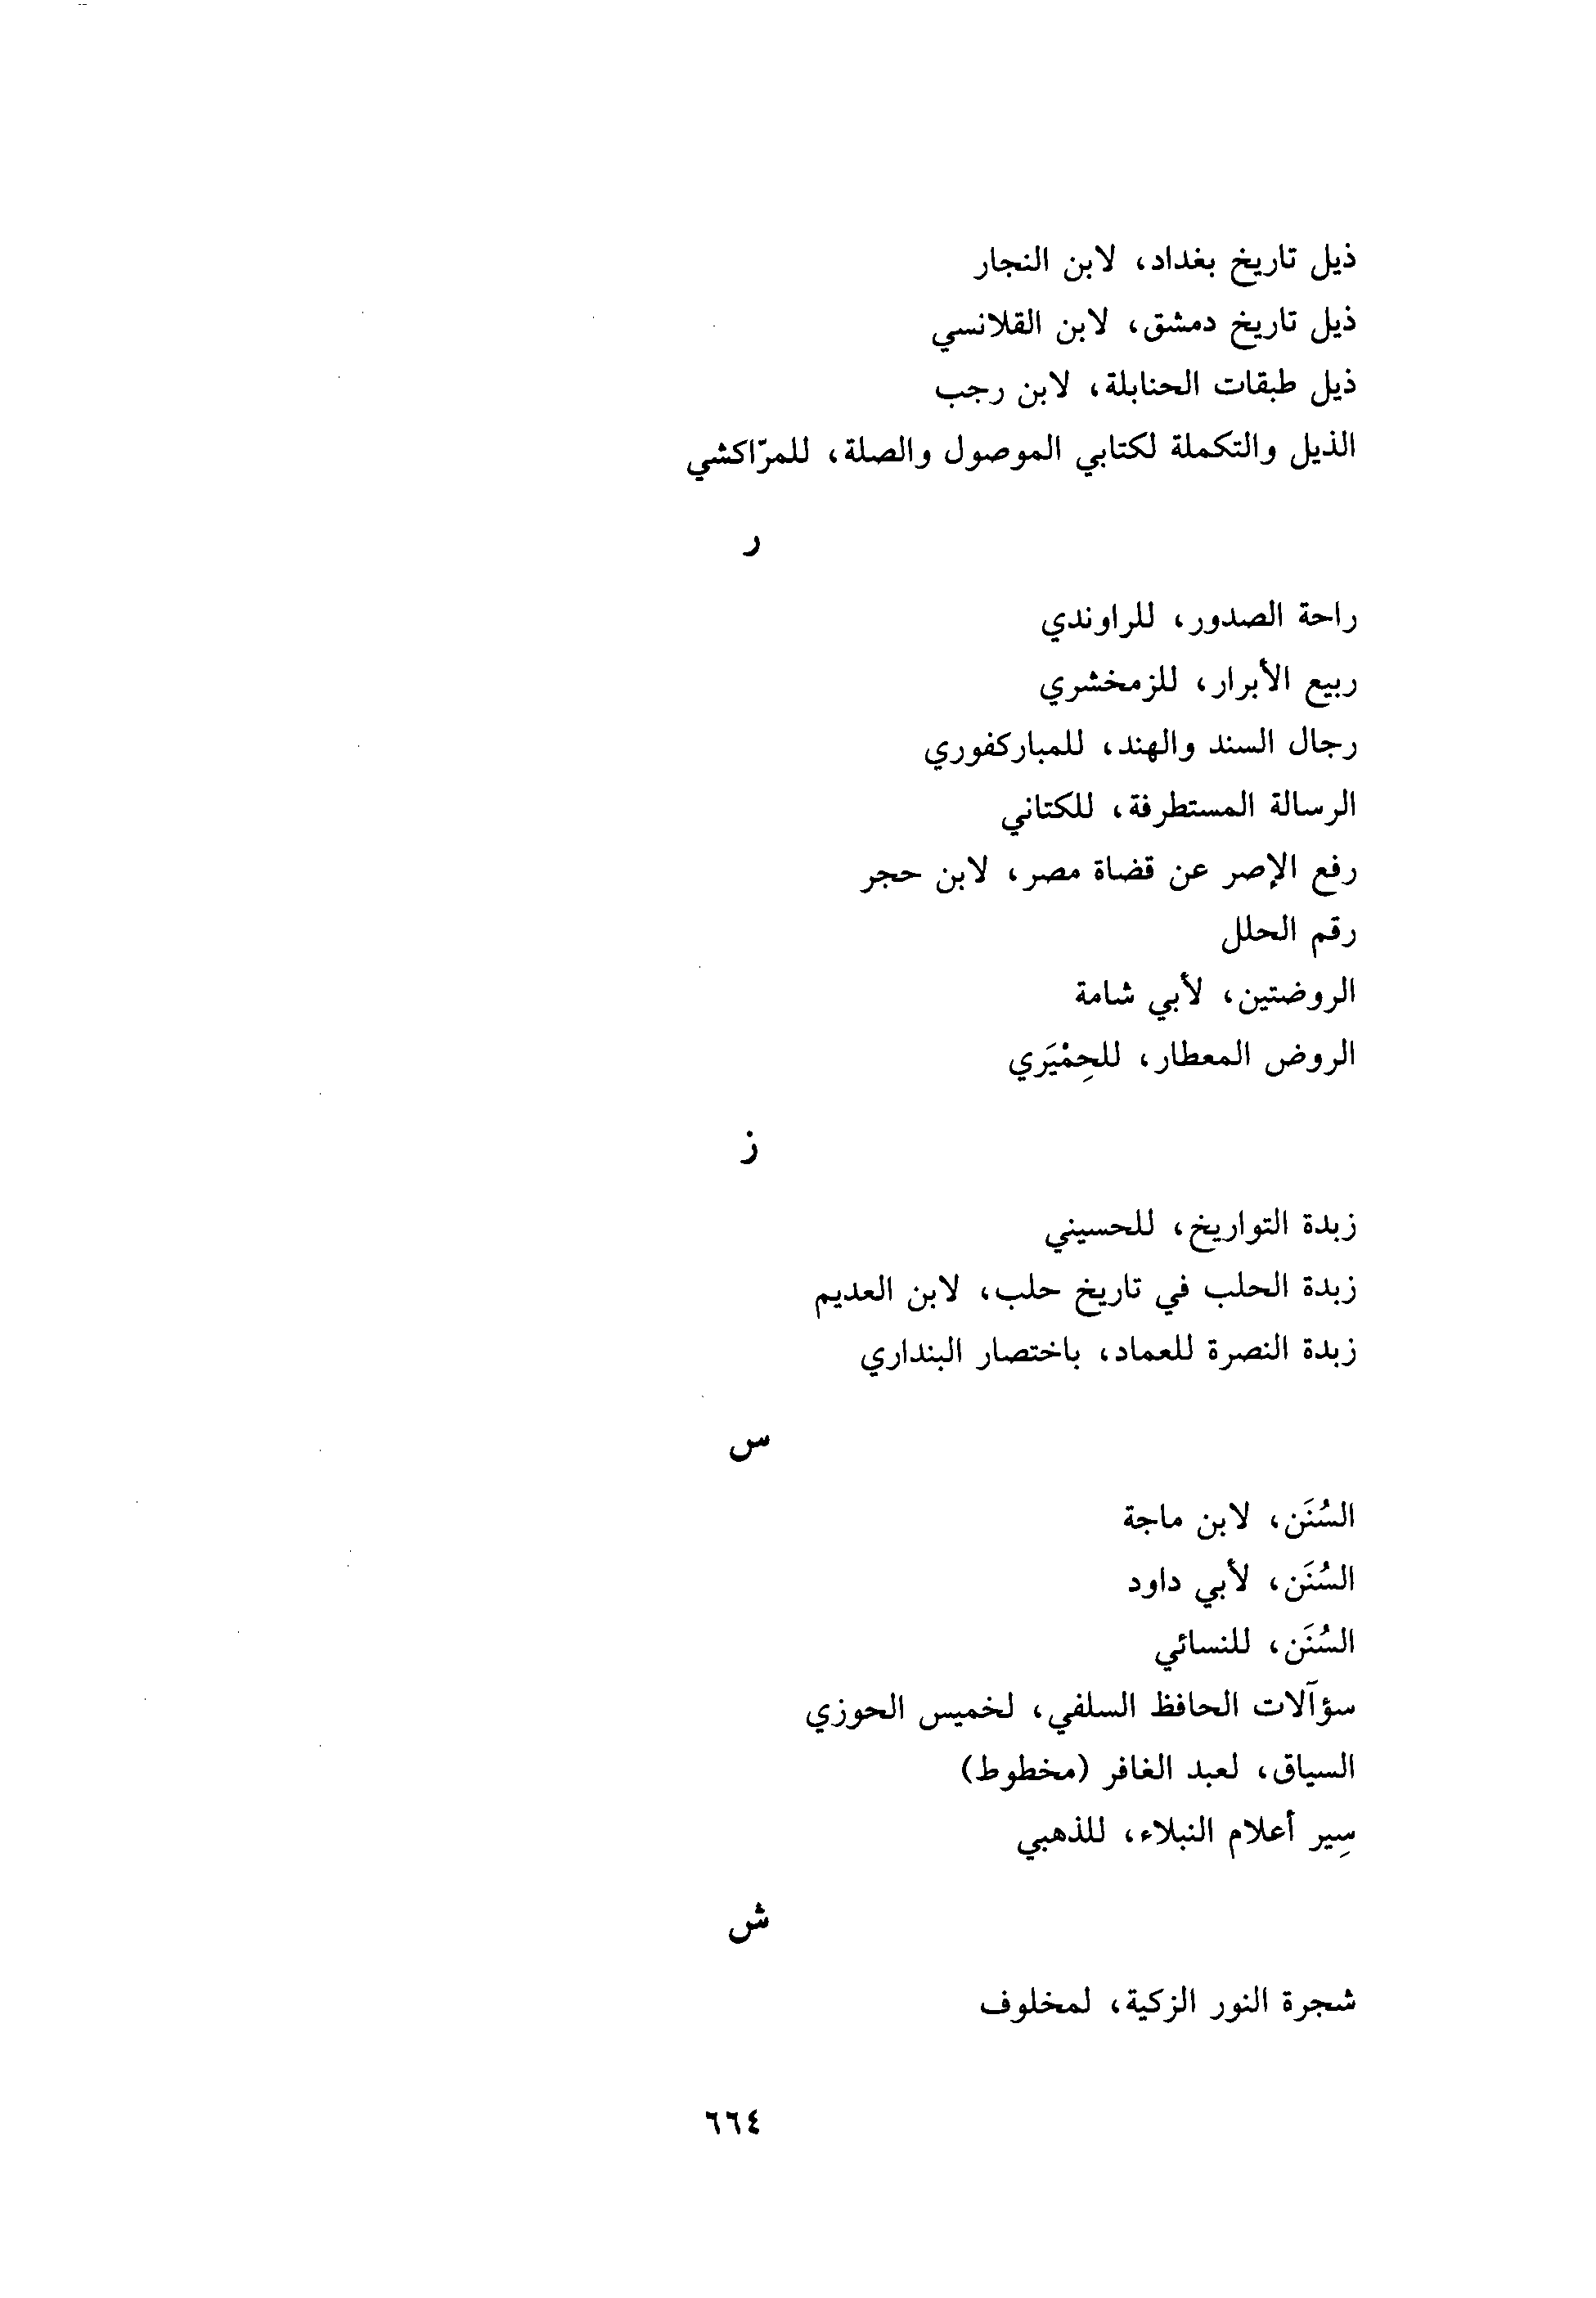 ذيل تاريخ بغداد، لابن النجار
ذيل تاريخ دمشق، لابن القلانسي
ذيل طبقات الحنابلة، لابن رجب
الذيل والتكملة لكتابي الموصول والصلة، للمرّاكشي
ر
راحة الصدور، للراوندي
ربيع الأبرار، للزمخشري
رجال السند والهند، للمباركفوري
الرسالة المستطرفة، للكتاني
رفع الإصر عن قضاة مصر، لابن حجر
رقم الحلل
الروضتين، لأبي شامة
الروض المعطار، للحِمْيَري
ز
زبدة التواريخ، للحسيني
زبدة الحلب في تاريخ حلب، لابن العديم
زبدة النصرة للعماد، باختصار البنداري
س
السُنَن، لابن ماجة
السُنَن، لأبي داود
السُنَن، للنسائي
سؤآلات الحافظ السلفي، لخميس الحوزي
السياق، لعبد الغافر (مخطوط)
سِير أعلام النبلاء، للذهبي
ش
شجرة النور الزكية، لمخلوف
٦٦٤